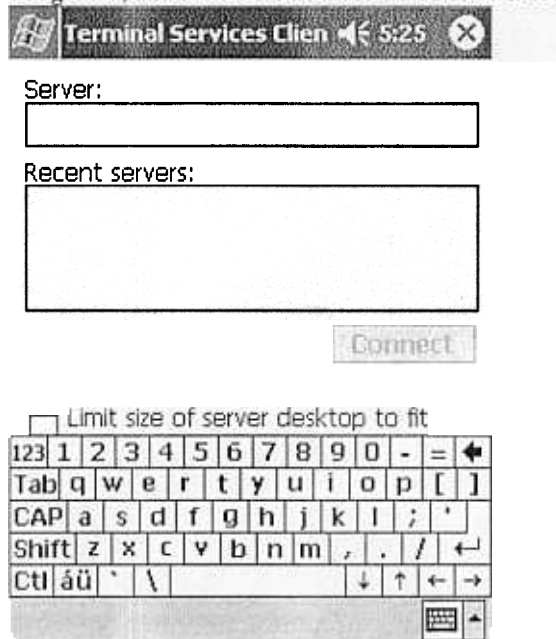 Terminal Services Clien 5:25
Server:
Recent servers:
Connect
Limit size of server desktop to fit
123 1 2 3 4 5 6 7 8 9 0 - = 
Tab q w e r t y u i o p [ ]
CAP a s d f g h j k l ; '
Shift z x c v b n m , . / ↵
Ctl áü ` \ ↓ ↑ ← →